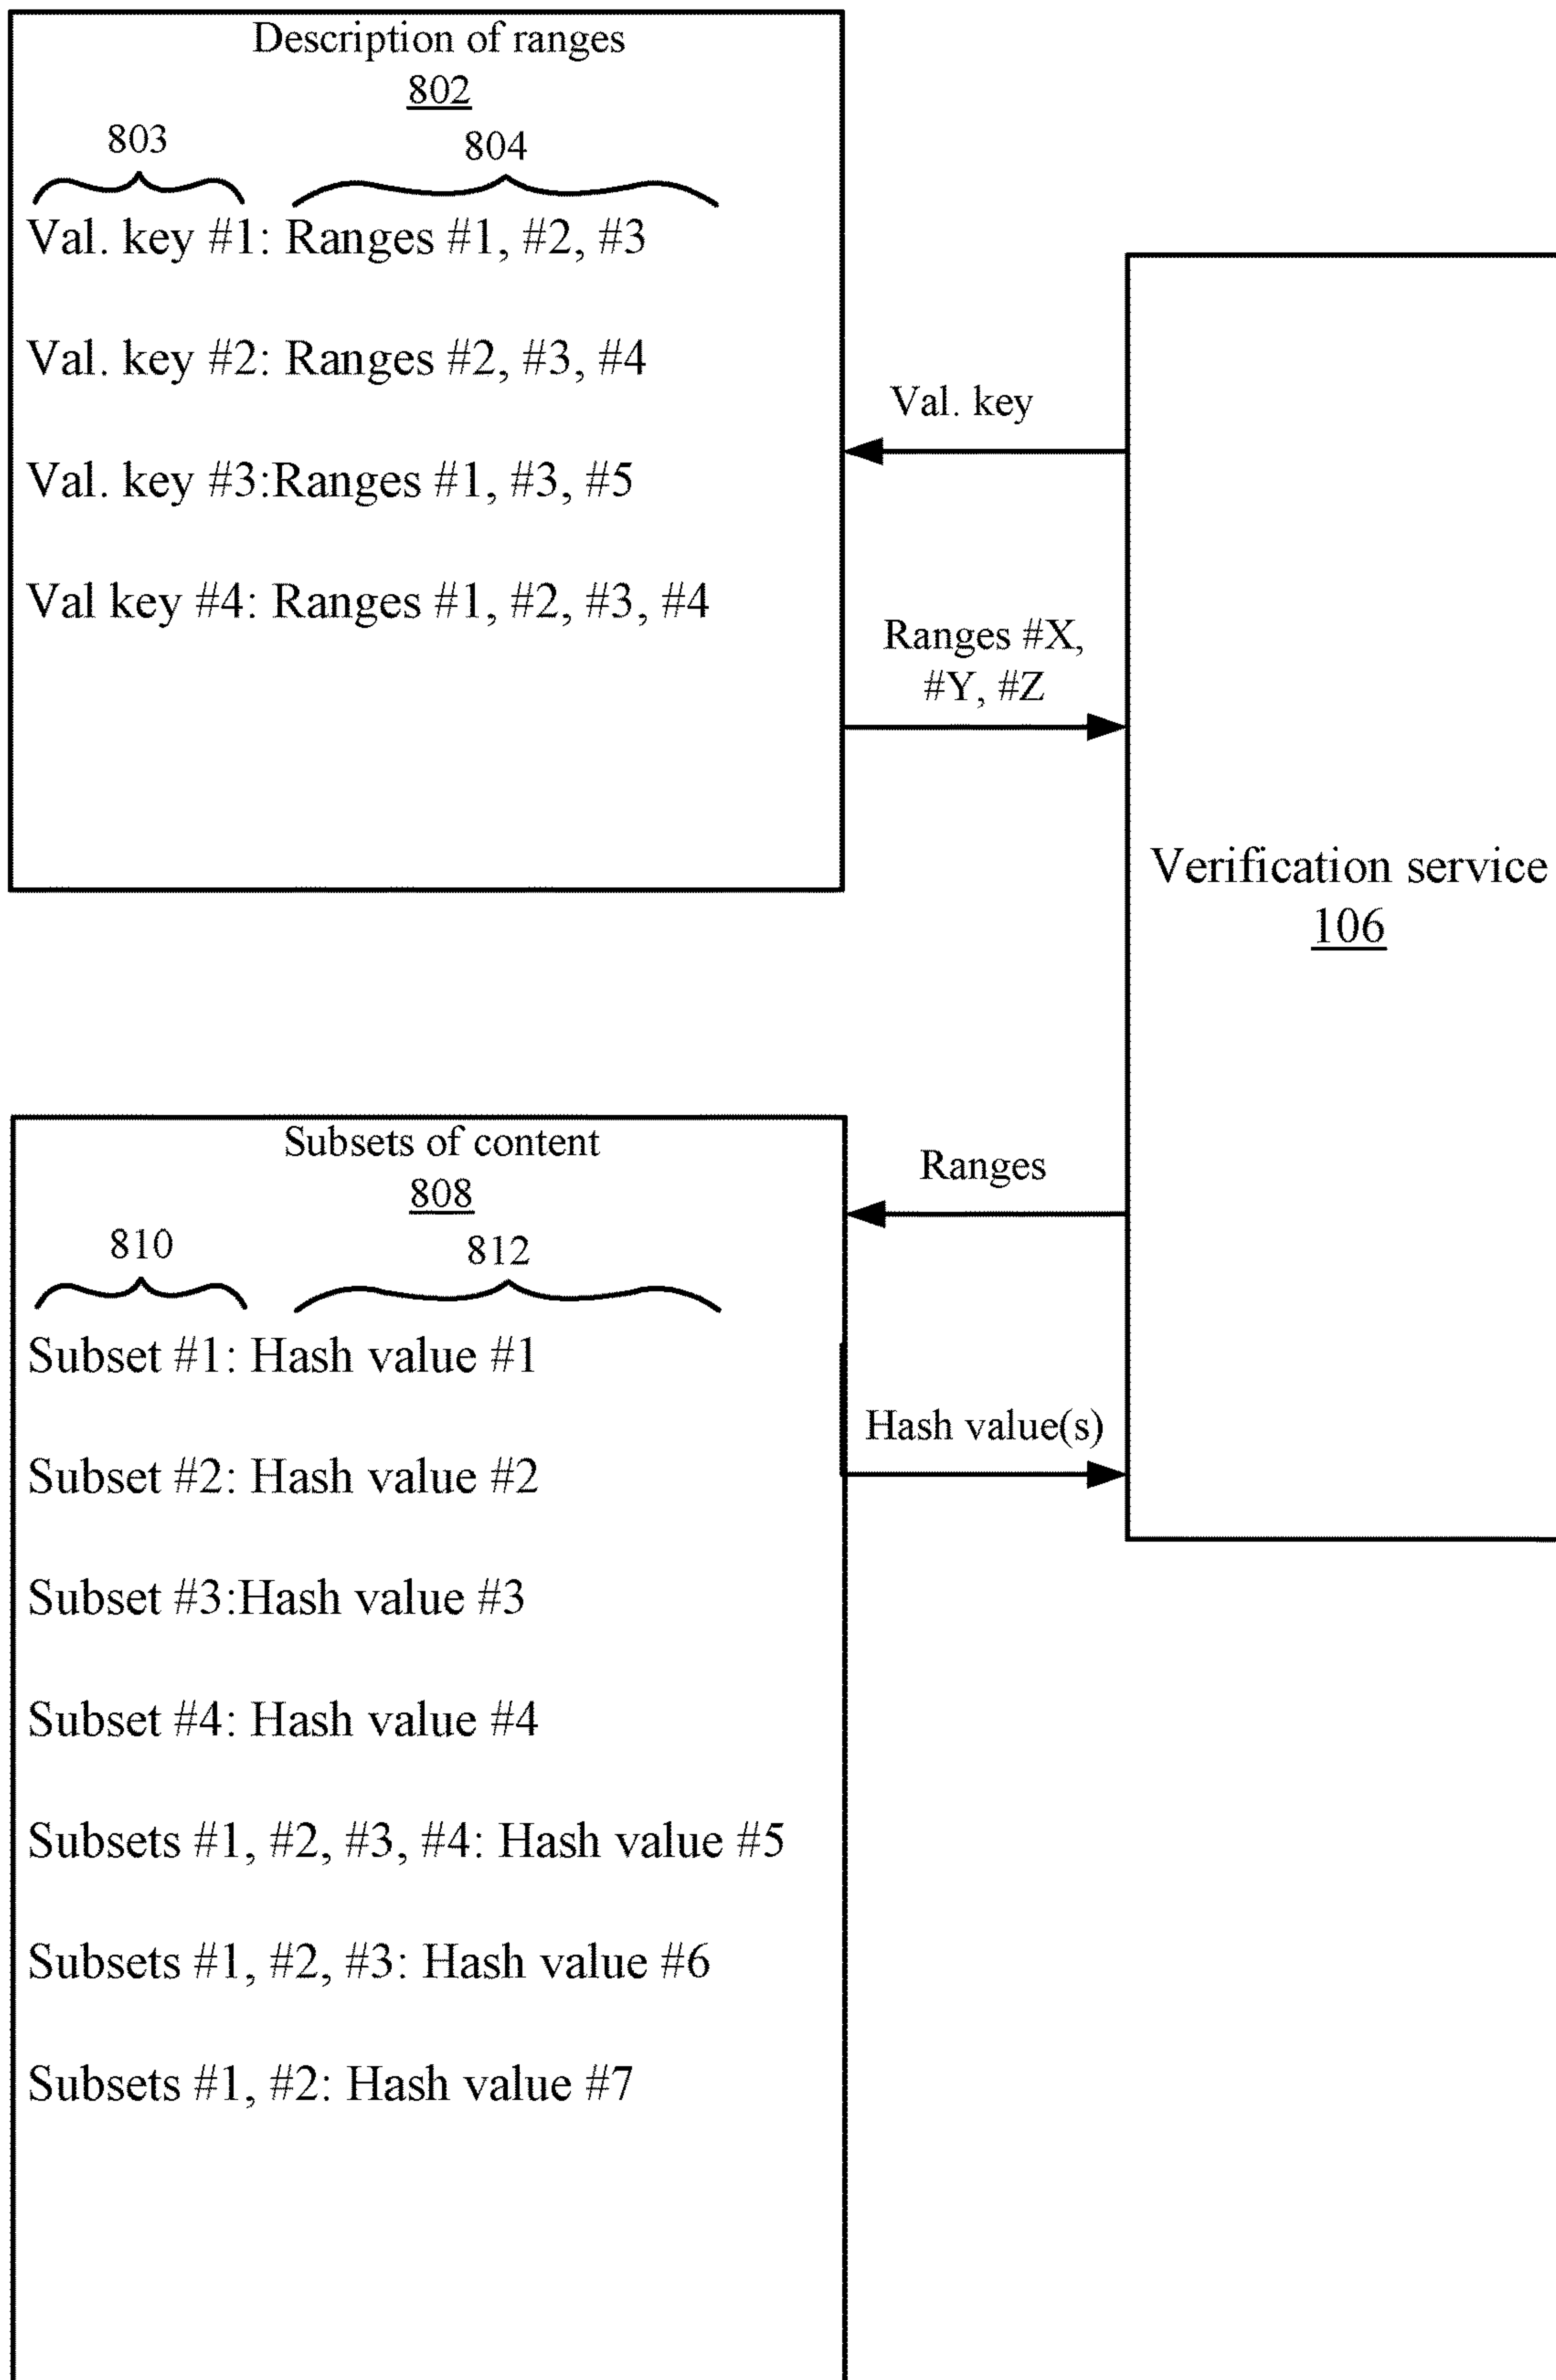 Description of ranges
802
803
804
Val. key #1: Ranges #1, #2, #3
Val. key #2: Ranges #2, #3, #4
Val. key #3:Ranges #1, #3, #5
Val key #4: Ranges #1, #2, #3, #4
Val. key
Ranges #X,
#Y, #Z
Verification service
106
Subsets of content
808
810
812
Subset #1: Hash value #1
Subset #2: Hash value #2
Subset #3:Hash value #3
Subset #4: Hash value #4
Subsets #1, #2, #3, #4: Hash value #5
Subsets #1, #2, #3: Hash value #6
Subsets #1, #2: Hash value #7
Ranges
Hash value(s)